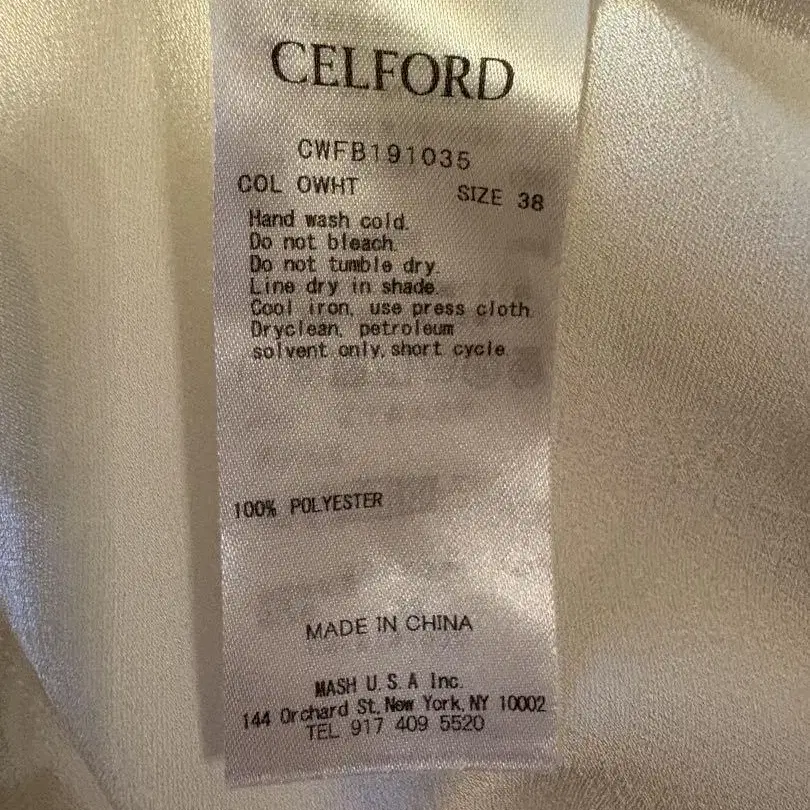 CELFORD
CWFB191035
COL OWHT SIZE 38
Hand wash cold.
Do not bleach.
Do not tumble dry.
Line dry in shade.
Cool iron, use press cloth.
Dryclean, petroleum
solvent only, short cycle.
100% POLYESTER
MADE IN CHINA
MASH U.S.A Inc.
144 Orchard St, New York, NY 10002
TEL 917 409 5520